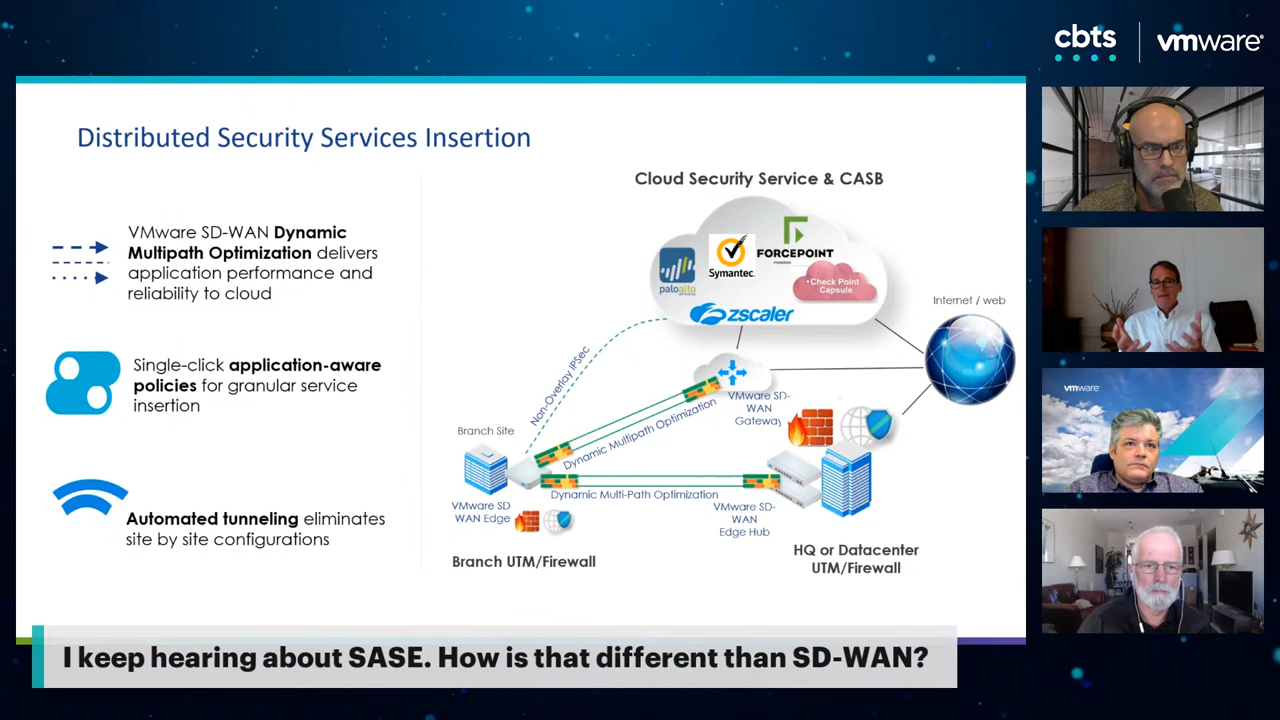 cbts
vmware
Distributed Security Services Insertion
VMware SD-WAN Dynamic
Multipath Optimization delivers
application performance and
reliability to cloud
Single-click application-aware
policies for granular service
insertion
Automated tunneling eliminates
site by site configurations
Cloud Security Service & CASB
paloalto
Symantec.
FORCEPOINT
Check Point
Capsule
zscaler
Internet / web
Non-Overlay IPSec
VMware SD-
WAN
Gateway
Dynamic Multipath Optimization
Branch Site
Dynamic Multi-Path Optimization
VMware SD
WAN Edge
VMware SD-
WAN
Edge Hub
Branch UTM/Firewall
HQ or Datacenter
UTM/Firewall
vmware
I keep hearing about SASE. How is that different than SD-WAN?